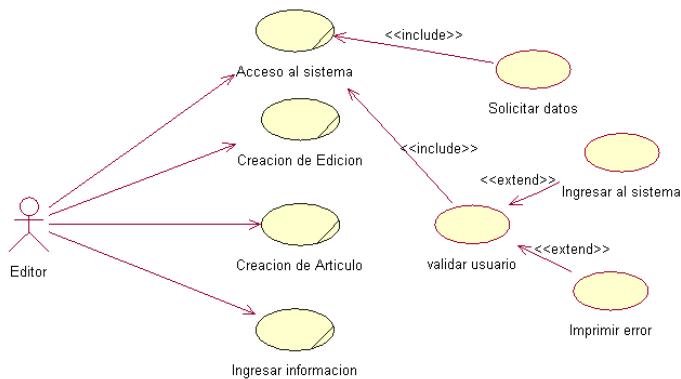 <<include>>
Acceso al sistema
Solicitar datos
Creacion de Edicion
<<include>>
<<extend>>
Ingresar al sistema
<<extend>>
Editor
Creacion de Articulo
validar usuario
Imprimir error
Ingresar informacion